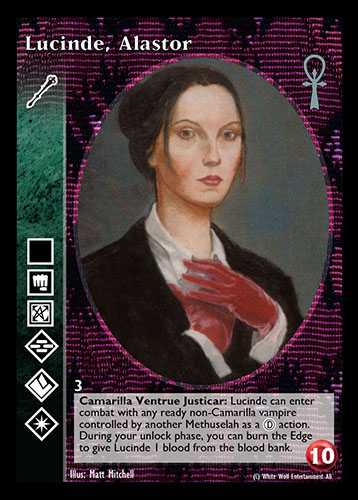 Lucinde, Alastor
3
Camarilla Ventrue Justicar: Lucinde can enter
combat with any ready non-Camarilla vampire
controlled by another Methuselah as a Ⓓ action.
During your unlock phase, you can burn the Edge
to give Lucinde 1 blood from the blood bank.
10
Illus: Matt Mitchell
(C) White Wolf Entertainment AB